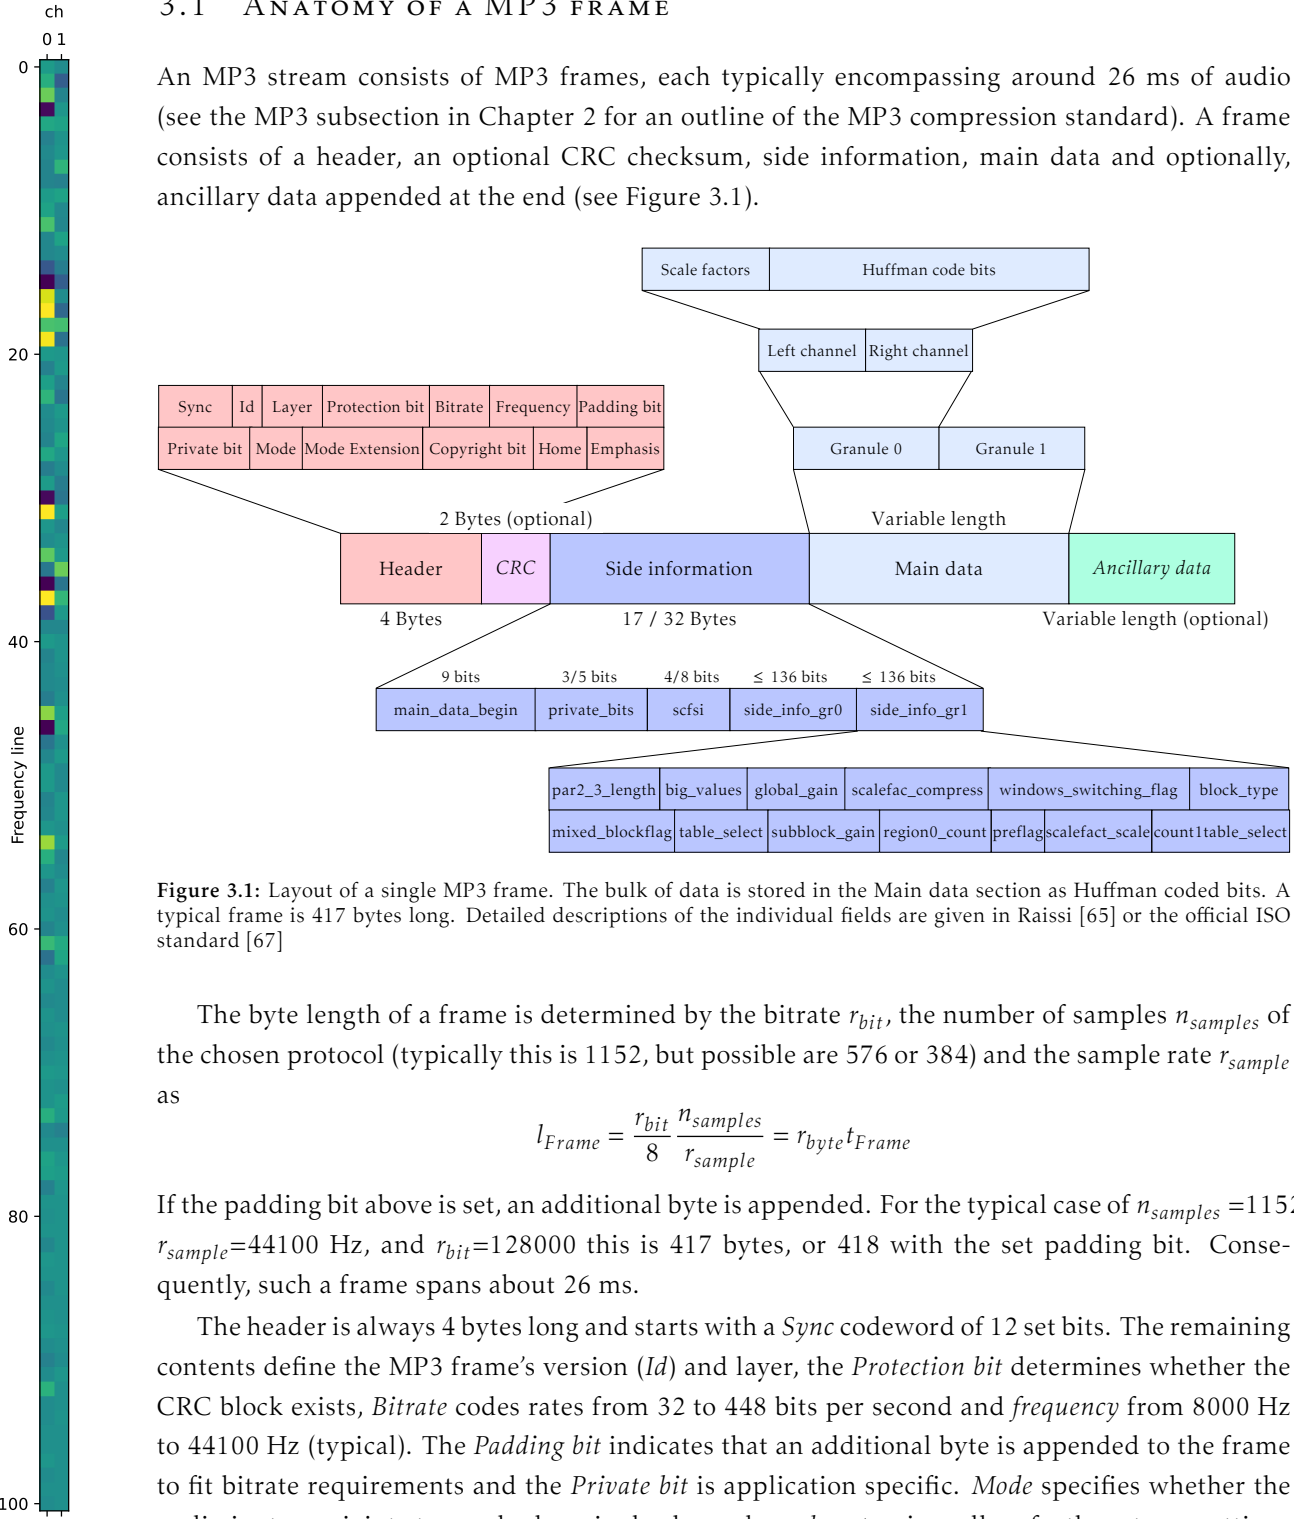 ch
0 1
0
20
40
60
80
100
Frequency line
3.1 ANATOMY OF A MP3 FRAME
An MP3 stream consists of MP3 frames, each typically encompassing around 26 ms of audio
(see the MP3 subsection in Chapter 2 for an outline of the MP3 compression standard). A frame
consists of a header, an optional CRC checksum, side information, main data and optionally,
ancillary data appended at the end (see Figure 3.1).
Scale factors Huffman code bits
Left channel Right channel
Sync Id Layer Protection bit Bitrate Frequency Padding bit
Private bit Mode Mode Extension Copyright bit Home Emphasis
Granule 0 Granule 1
2 Bytes (optional) Variable length
Header CRC Side information Main data Ancillary data
4 Bytes 17 / 32 Bytes Variable length (optional)
9 bits 3/5 bits 4/8 bits ≤ 136 bits ≤ 136 bits
main_data_begin private_bits scfsi side_info_gr0 side_info_gr1
par2_3_length big_values global_gain scalefac_compress windows_switching_flag block_type
mixed_blockflag table_select subblock_gain region0_count preflag scalefact_scale count1table_select
Figure 3.1: Layout of a single MP3 frame. The bulk of data is stored in the Main data section as Huffman coded bits. A
typical frame is 417 bytes long. Detailed descriptions of the individual fields are given in Raissi [65] or the official ISO
standard [67]
The byte length of a frame is determined by the bitrate r_bit, the number of samples n_samples of
the chosen protocol (typically this is 1152, but possible are 576 or 384) and the sample rate r_sample
as
l_Frame = r_bit/8 n_samples/r_sample = r_byte t_Frame
If the padding bit above is set, an additional byte is appended. For the typical case of n_samples =1152
r_sample=44100 Hz, and r_bit=128000 this is 417 bytes, or 418 with the set padding bit. Conse-
quently, such a frame spans about 26 ms.
The header is always 4 bytes long and starts with a Sync codeword of 12 set bits. The remaining
contents define the MP3 frame's version (Id) and layer, the Protection bit determines whether the
CRC block exists, Bitrate codes rates from 32 to 448 bits per second and frequency from 8000 Hz
to 44100 Hz (typical). The Padding bit indicates that an additional byte is appended to the frame
to fit bitrate requirements and the Private bit is application specific. Mode specifies whether the